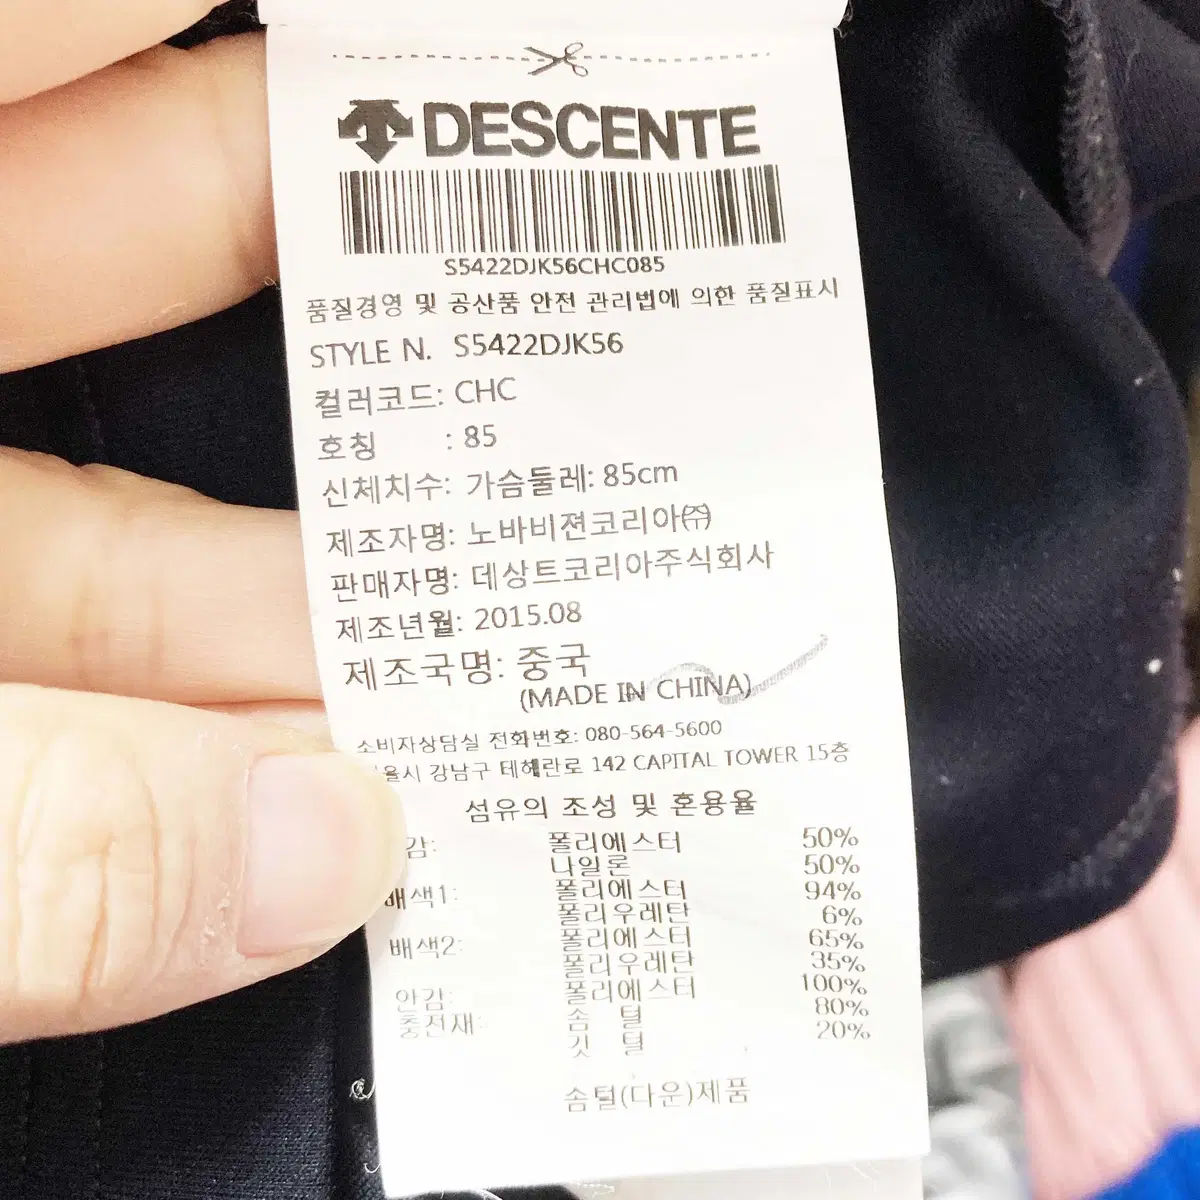 DESCENTE
S5422DJK56CHC085
품질경영 및 공산품 안전 관리법에 의한 품질표시
STYLE N. S5422DJK56
컬러코드: CHC
호칭 : 85
신체치수: 가슴둘레: 85cm
제조자명: 노바비젼코리아㈜
판매자명: 데상트코리아주식회사
제조년월: 2015.08
제조국명: 중국
(MADE IN CHINA)
소비자상담실 전화번호: 080-564-5600
울시 강남구 테헤란로 142 CAPITAL TOWER 15층
섬유의 조성 및 혼용율
감: 폴리에스터 50%
나일론 50%
배색1: 폴리에스터 94%
폴리우레탄 6%
배색2: 폴리에스터 65%
폴리우레탄 35%
안감: 폴리에스터 100%
충전재: 솜 털 80%
깃 털 20%
솜털(다운)제품